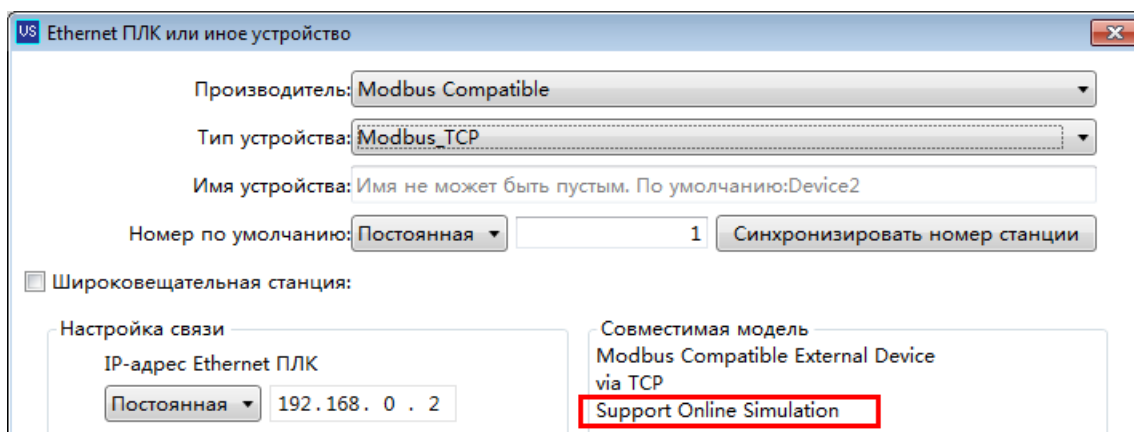 VS Ethernet ПЛК или иное устройство
Производитель: Modbus Compatible
Тип устройства: Modbus_TCP
Имя устройства: Имя не может быть пустым. По умолчанию:Device2
Номер по умолчанию: Постоянная 1 Синхронизировать номер станции
Широковещательная станция:
Настройка связи
IP-адрес Ethernet ПЛК
Постоянная 192.168. 0 . 2
Совместимая модель
Modbus Compatible External Device
via TCP
Support Online Simulation